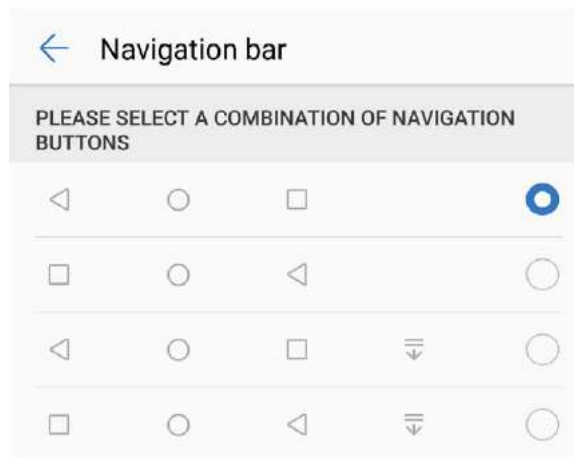 Navigation bar
PLEASE SELECT A COMBINATION OF NAVIGATION
BUTTONS